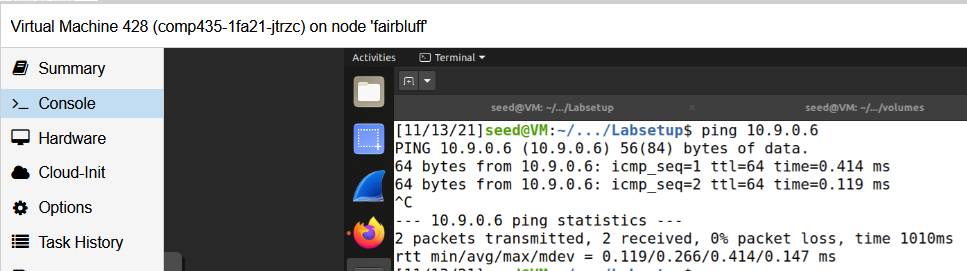 Virtual Machine 428 (comp435-1fa21-jtrzc) on node 'fairbluff'
Summary
Console
Hardware
Cloud-Init
Options
Task History
Activities
Terminal
seed@VM: ~/.../Labsetup
seed@VM: ~/.../volumes
[11/13/21]seed@VM:~/.../Labsetup$ ping 10.9.0.6
PING 10.9.0.6 (10.9.0.6) 56(84) bytes of data.
64 bytes from 10.9.0.6: icmp_seq=1 ttl=64 time=0.414 ms
64 bytes from 10.9.0.6: icmp_seq=2 ttl=64 time=0.119 ms
^C
--- 10.9.0.6 ping statistics ---
2 packets transmitted, 2 received, 0% packet loss, time 1010ms
rtt min/avg/max/mdev = 0.119/0.266/0.414/0.147 ms